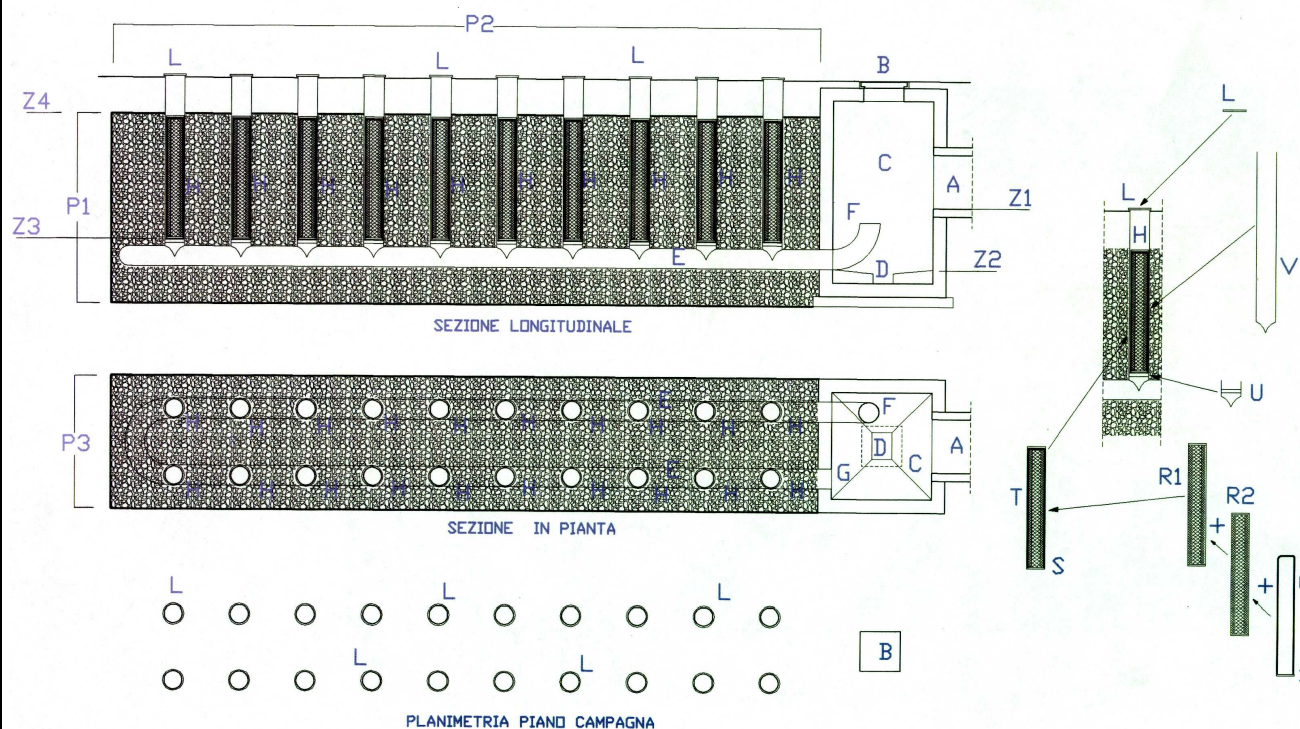 P2
L L L
B
Z4
C
A
P1 H H H H H H H H H H
F
Z1
Z3
E
D
Z2
SEZIONE LONGITUDINALE
E F
H H H H H H H H H H
P3
D C A
E
G
H H H H H H H H H H
SEZIONE IN PIANTA
L L L
L L
B
PLANIMETRIA PIANO CAMPAGNA
L
L
H
V
U
T
S
R1
R2
+
+